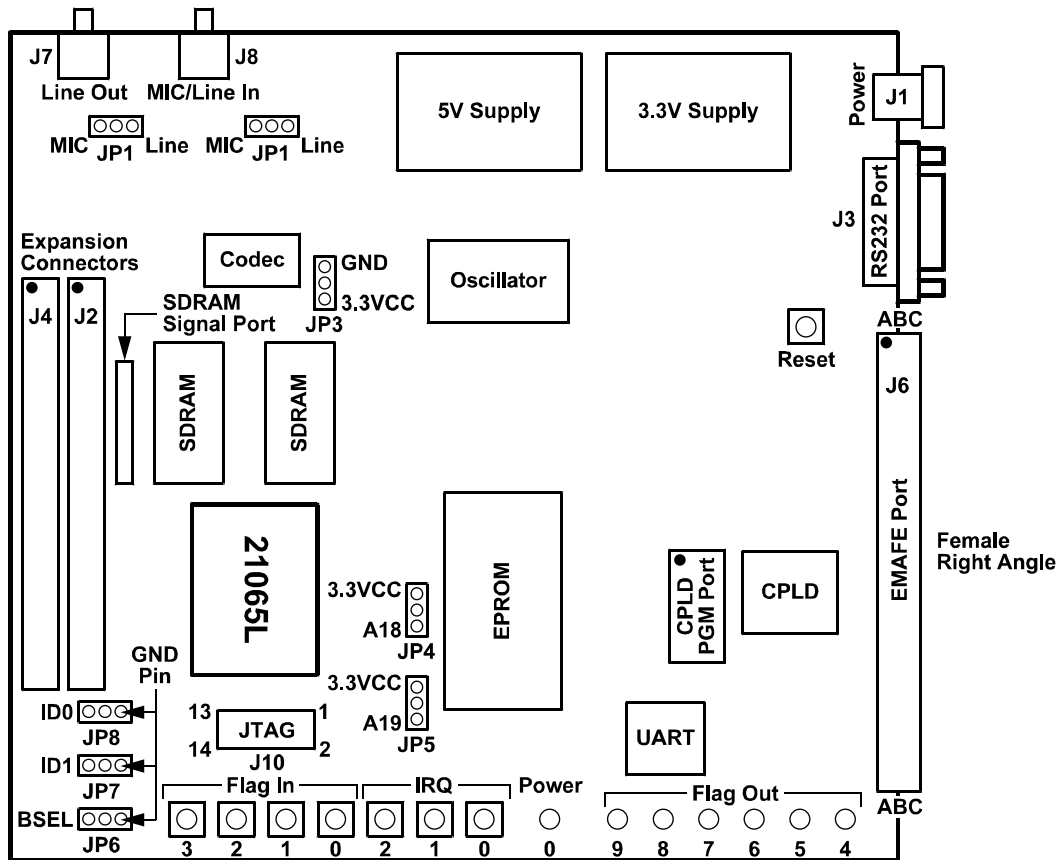 J7
J8
Line Out
MIC/Line In
MIC
Line
JP1
MIC
Line
JP1
5V Supply
3.3V Supply
Power
J1
J3
RS232 Port
Expansion
Connectors
J4
J2
SDRAM
Signal Port
Codec
GND
3.3VCC
JP3
Oscillator
Reset
SDRAM
SDRAM
ABC
J6
EMAFE Port
ABC
Female
Right Angle
21065L
3.3VCC
A18
JP4
3.3VCC
A19
JP5
EPROM
CPLD
PGM Port
CPLD
UART
GND
Pin
ID0
JP8
ID1
JP7
BSEL
JP6
13
1
JTAG
14
2
J10
Flag In
IRQ
Power
Flag Out
3 2 1 0 2 1 0 0 9 8 7 6 5 4